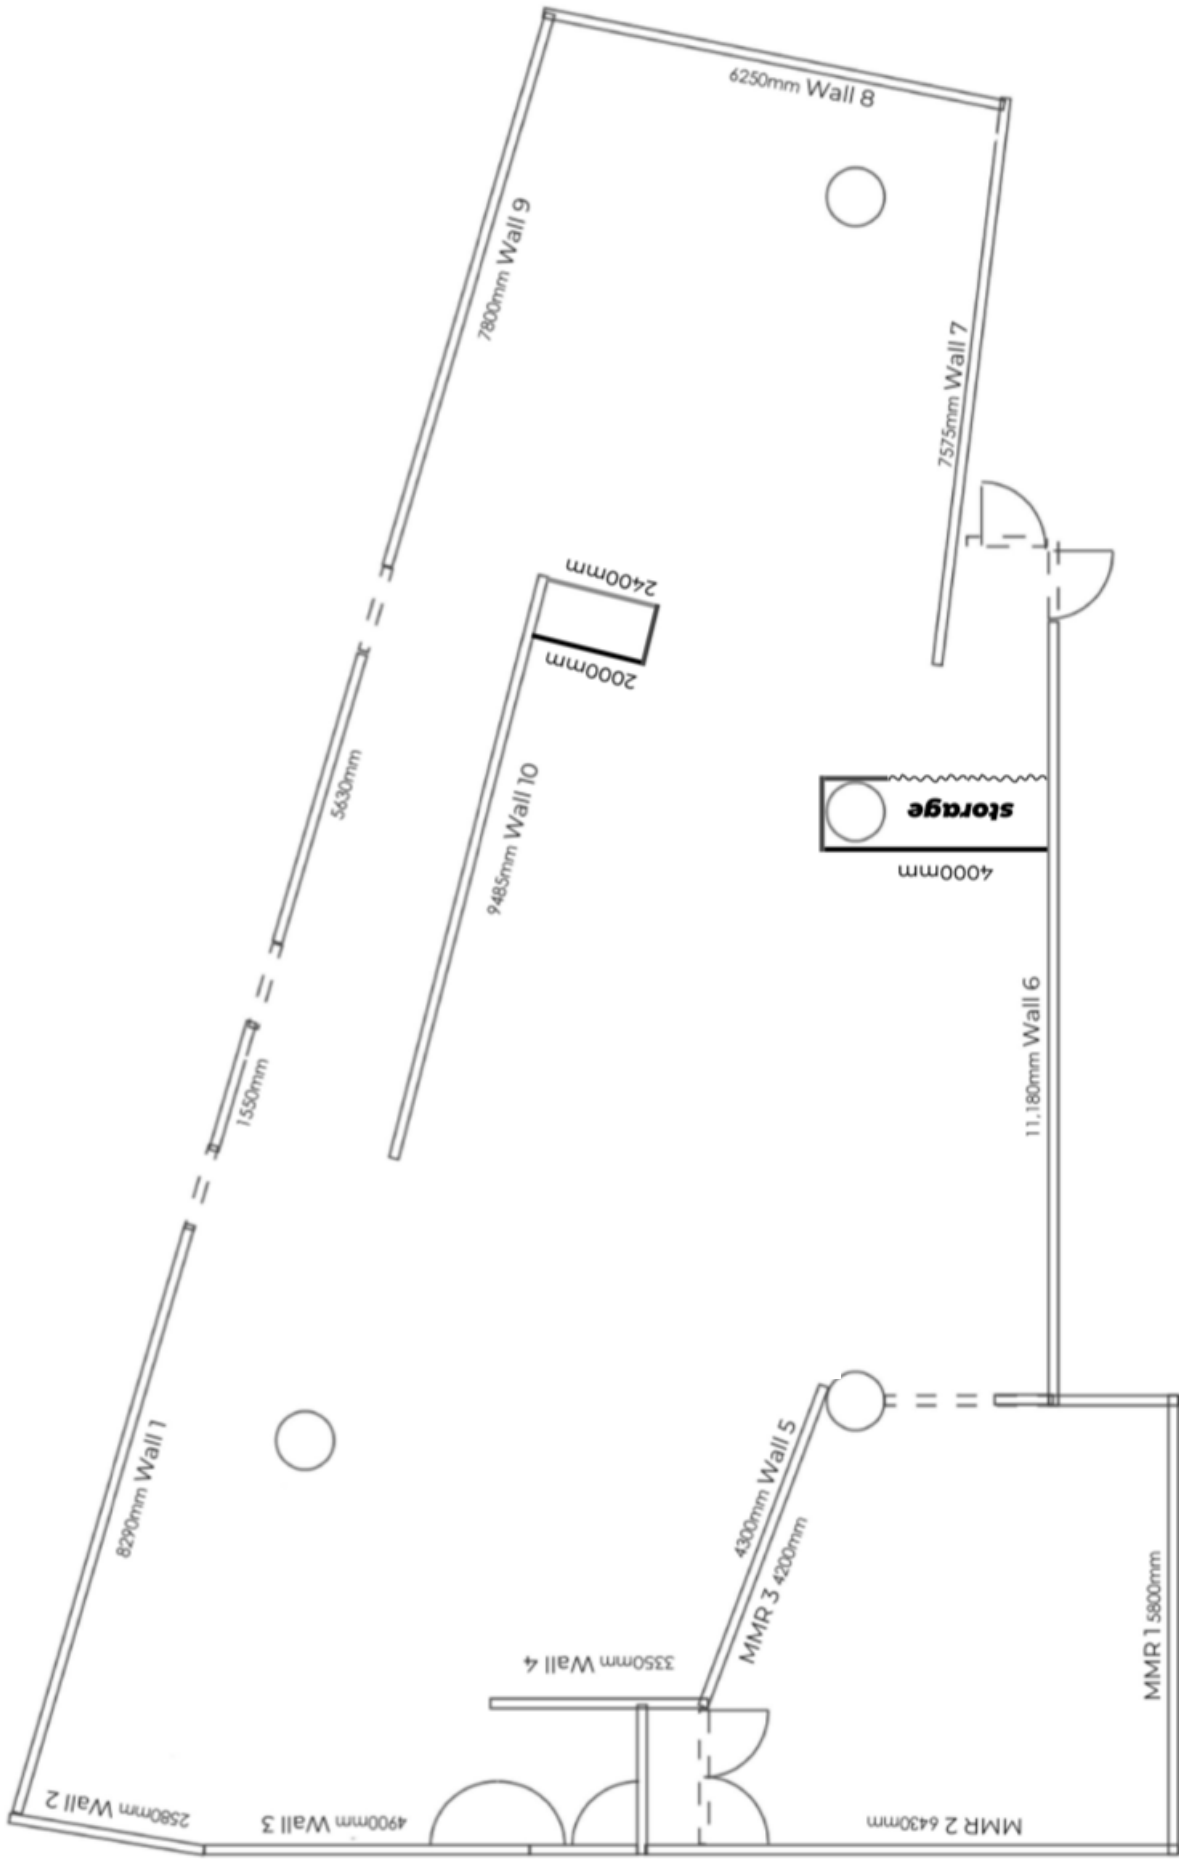 6250mm Wall 8
7800mm Wall 9
7575mm Wall 7
2400mm
2000mm
5630mm
9485mm Wall 10
storage
4000mm
1550mm
11,180mm Wall 6
8290mm Wall 1
4300mm Wall 5
MMR 3 4200mm
3350mm Wall 4
MMR 1 5800mm
2580mm Wall 2
4900mm Wall 3
MMR 2 6430mm